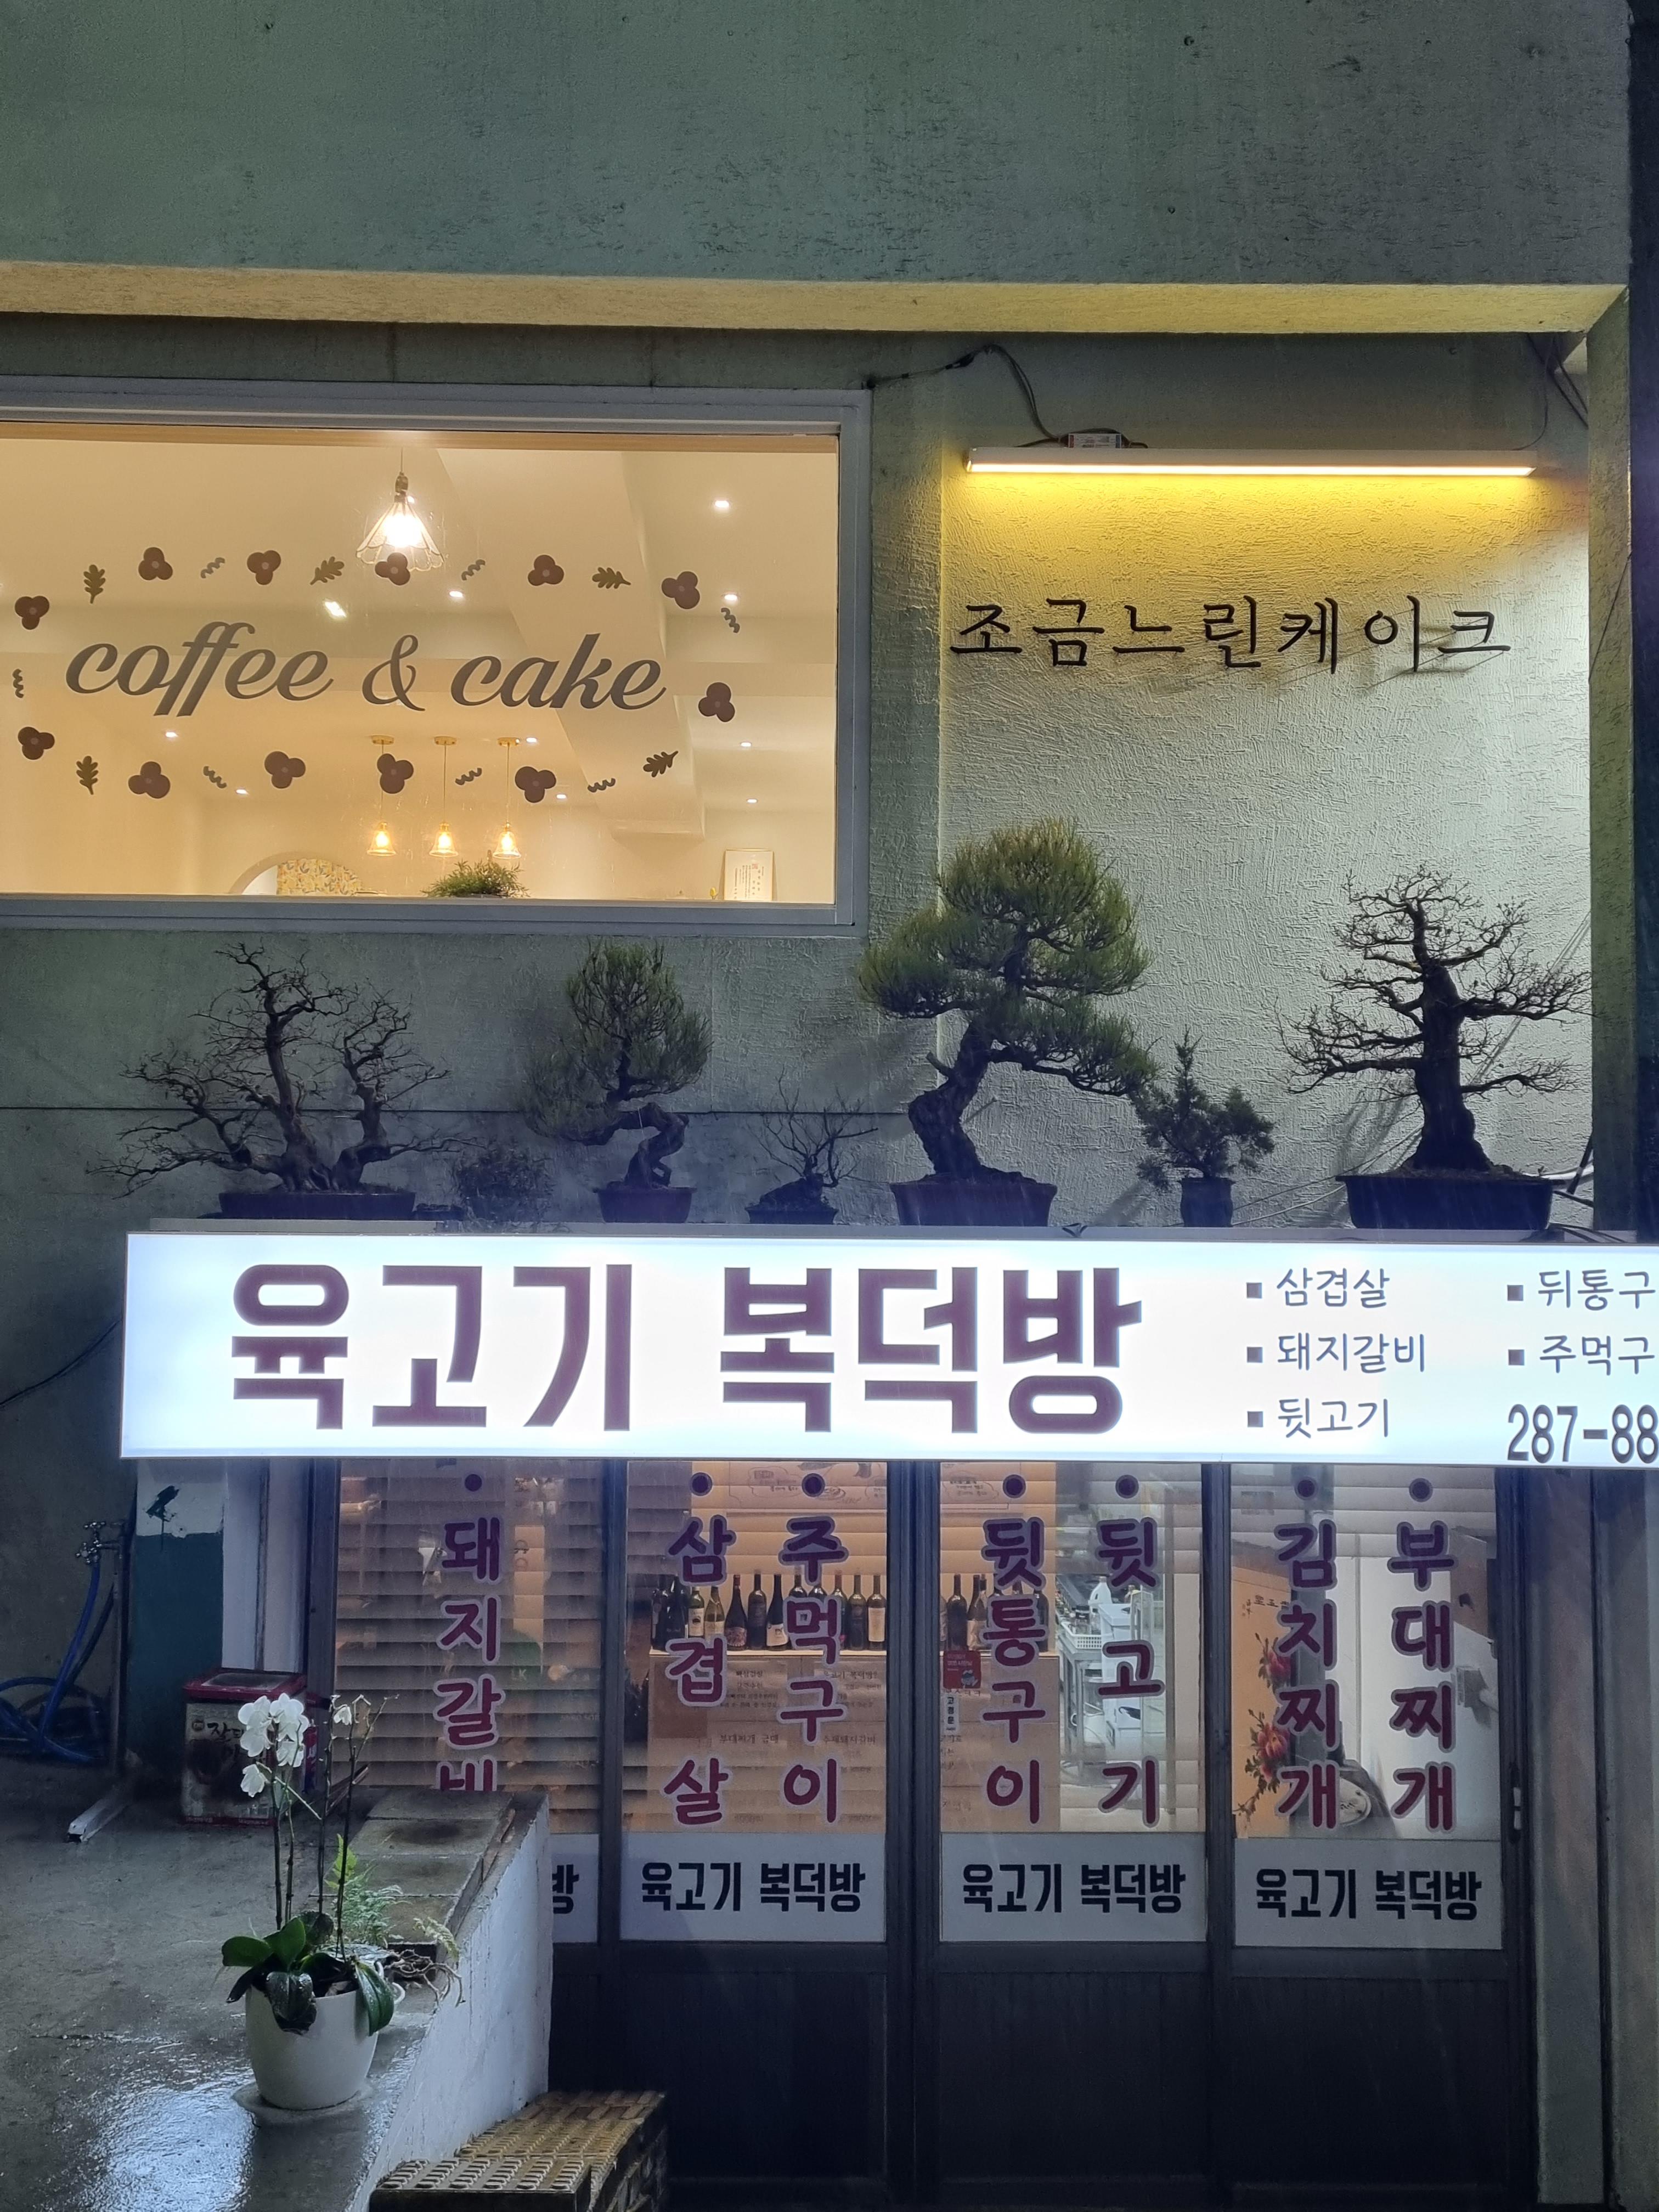 coffee & cake
조금느린케이크
육고기 복덕방
▪ 삼겹살
▪ 돼지갈비
▪ 뒷고기
▪ 뒤통구
▪ 주먹구
287-88
• 돼지갈비
• 삼겹살
• 주먹구이
• 뒷통구이
• 뒷고기
• 김치찌개
• 부대찌개
방
육고기 복덕방
육고기 복덕방
육고기 복덕방